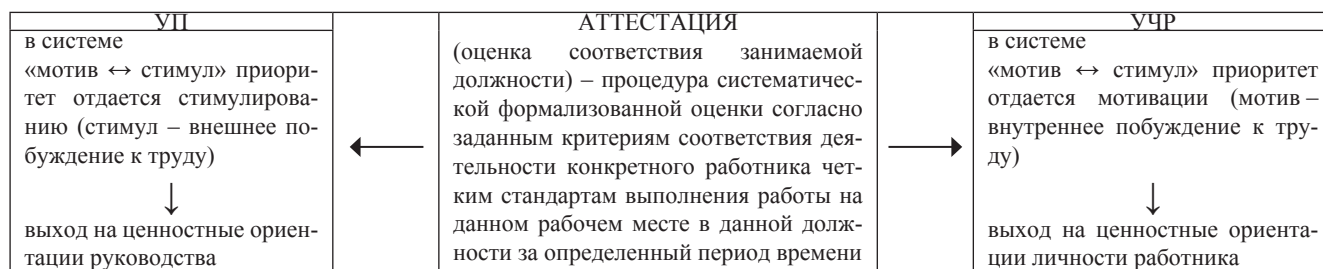 УП
в системе
«мотив ↔ стимул» приори-
тет отдается стимулирова-
нию (стимул – внешнее по-
буждение к труду)
↓
выход на ценностные ориен-
тации руководства
АТТЕСТАЦИЯ
(оценка соответствия занимаемой
должности) – процедура систематичес-
кой формализованной оценки согласно
заданным критериям соответствия дея-
тельности конкретного работника чет-
ким стандартам выполнения работы на
данном рабочем месте в данной долж-
ности за определенный период времени
УЧР
в системе
«мотив ↔ стимул» приоритет
отдается мотивации (мотив –
внутреннее побуждение к тру-
ду)
↓
выход на ценностные ориента-
ции личности работника